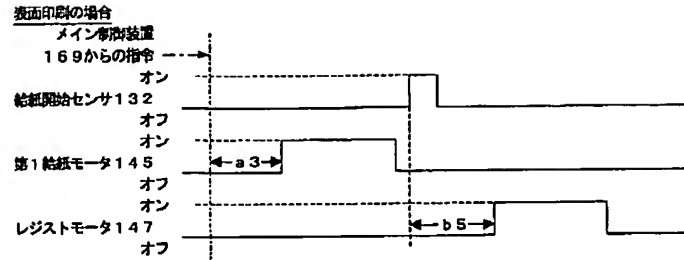 表面印刷の場合
メイン制御装置
169からの指令
オン
給紙開始センサ132
オフ
オン
第1給紙モータ145
a3
オフ
オン
レジストモータ147
b5
オフ